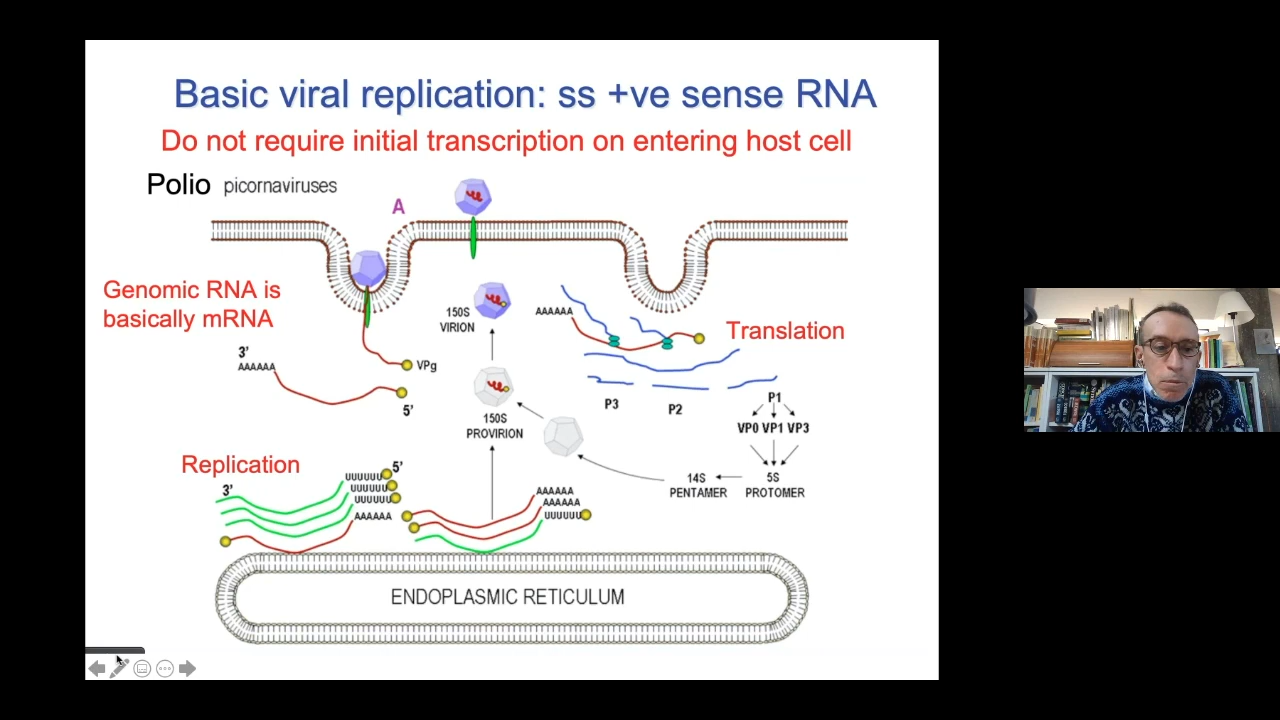 Basic viral replication: ss +ve sense RNA
Do not require initial transcription on entering host cell
Polio picornaviruses
A
Genomic RNA is
basically mRNA
3'
AAAAAA
VPg
5'
150S
VIRION
150S
PROVIRION
AAAAAA
Translation
P3
P2
P1
VP0 VP1 VP3
14S
PENTAMER
5S
PROTOMER
Replication
3'
UUUUUU
5'
UUUUUU
UUUUUU
AAAAAA
AAAAAA
AAAAAA
UUUUUU
ENDOPLASMIC RETICULUM